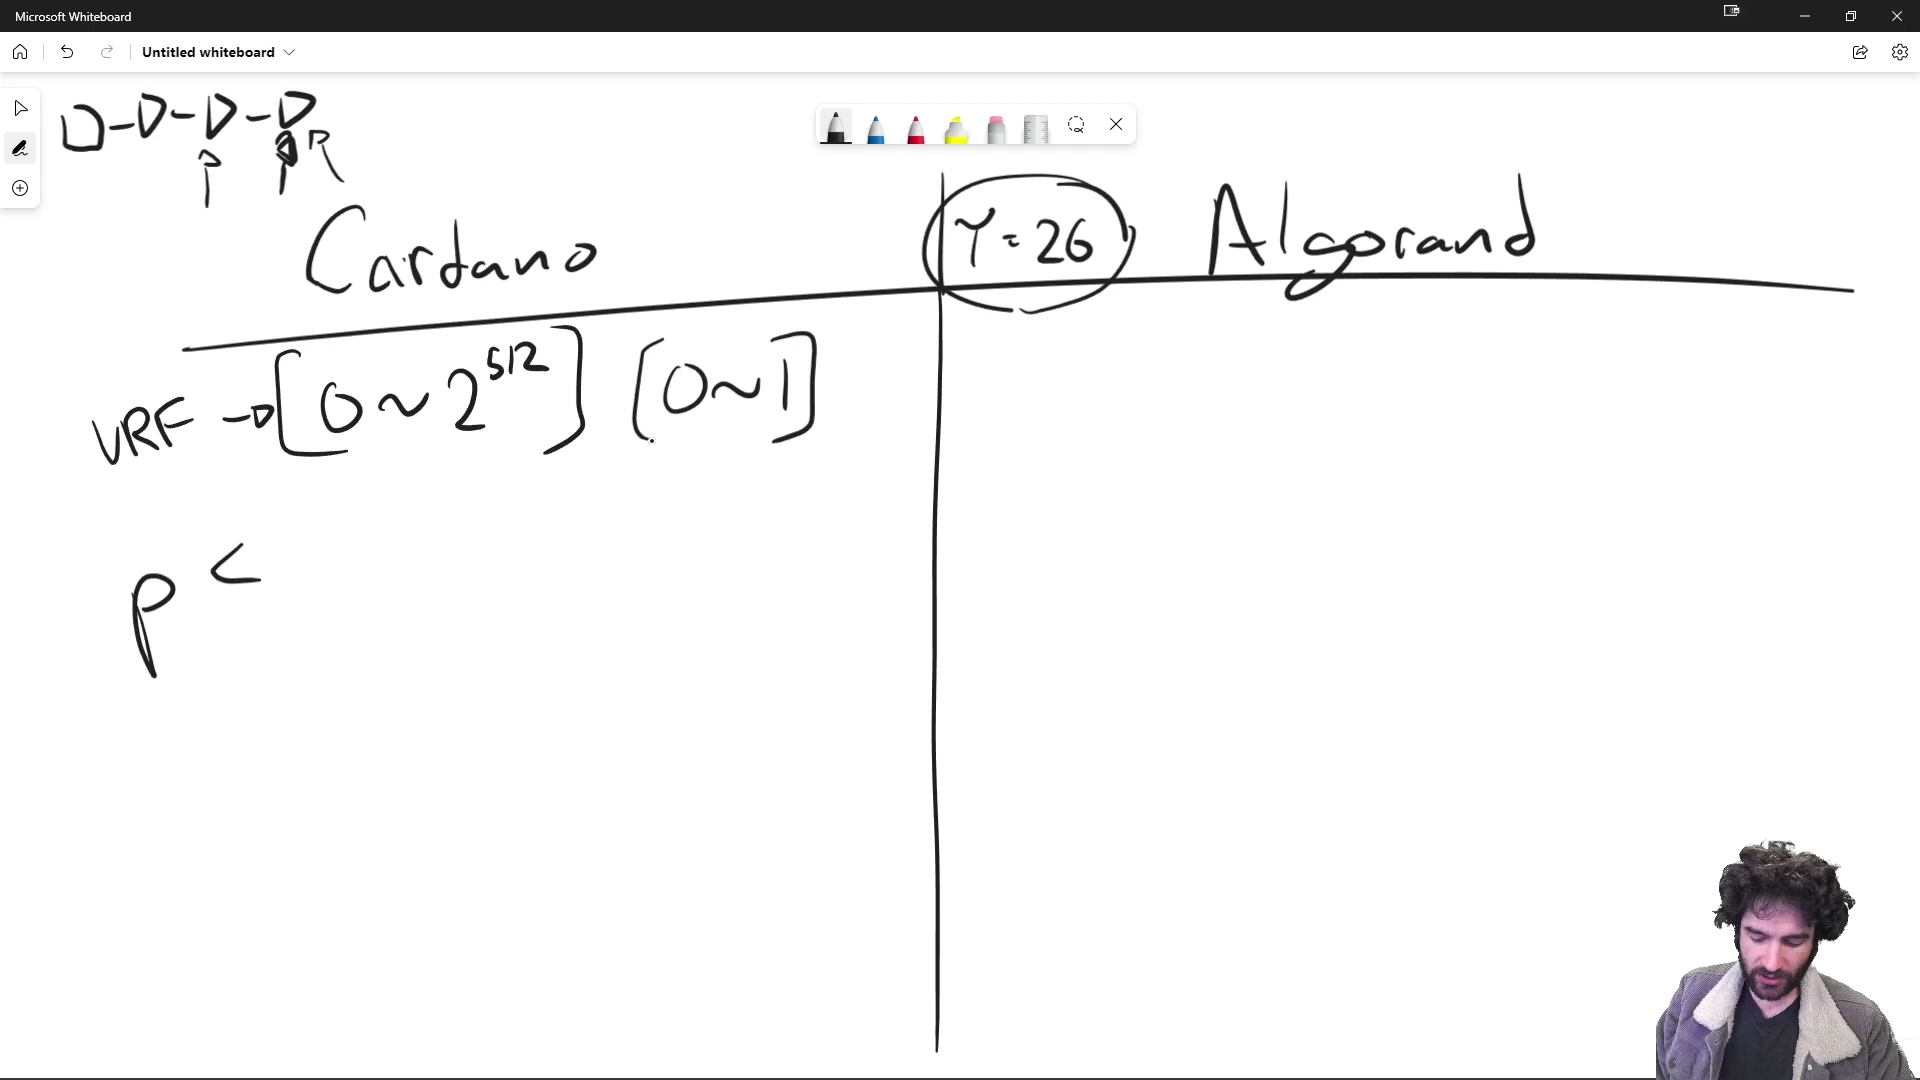 Microsoft Whiteboard
Untitled whiteboard
P P R
Cardano Y=26 Algorand
VRF → [0~2^512] [0~1]
P <